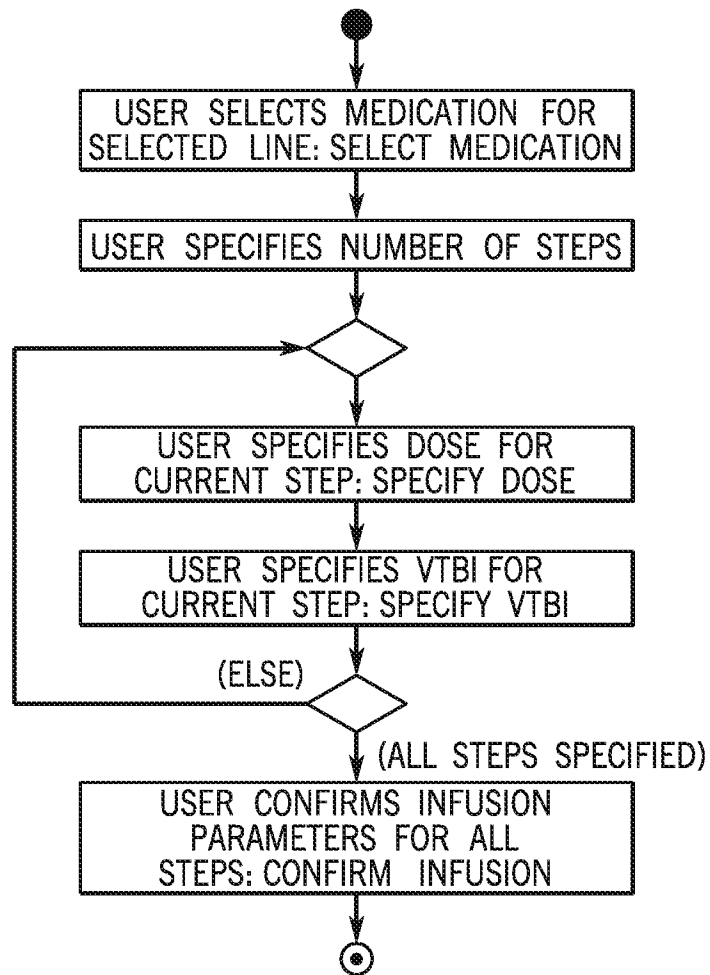 USER SELECTS MEDICATION FOR
SELECTED LINE: SELECT MEDICATION
USER SPECIFIES NUMBER OF STEPS
USER SPECIFIES DOSE FOR
CURRENT STEP: SPECIFY DOSE
USER SPECIFIES VTBI FOR
CURRENT STEP: SPECIFY VTBI
(ELSE)
(ALL STEPS SPECIFIED)
USER CONFIRMS INFUSION
PARAMETERS FOR ALL
STEPS: CONFIRM INFUSION